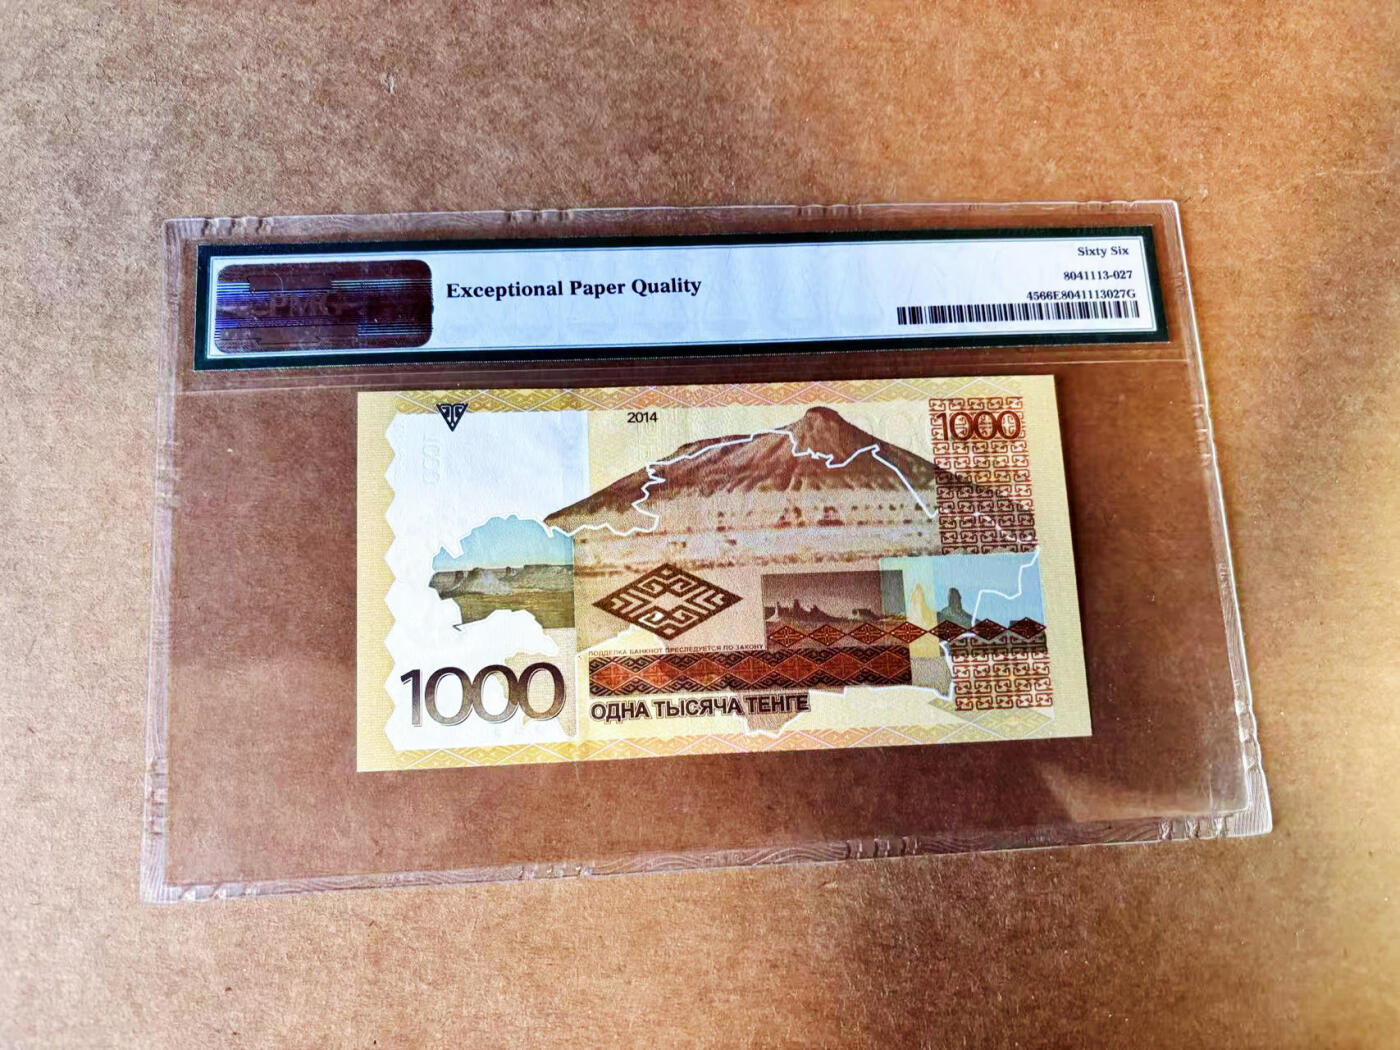 PMG
Exceptional Paper Quality
Sixty Six
8041113-027
4566E8041113027G
2014
1000
1000
ПОДДЕЛКА БАНКНОТ ПРЕСЛЕДУЕТСЯ ПО ЗАКОНУ
1000
ОДНА ТЫСЯЧА ТЕНГЕ